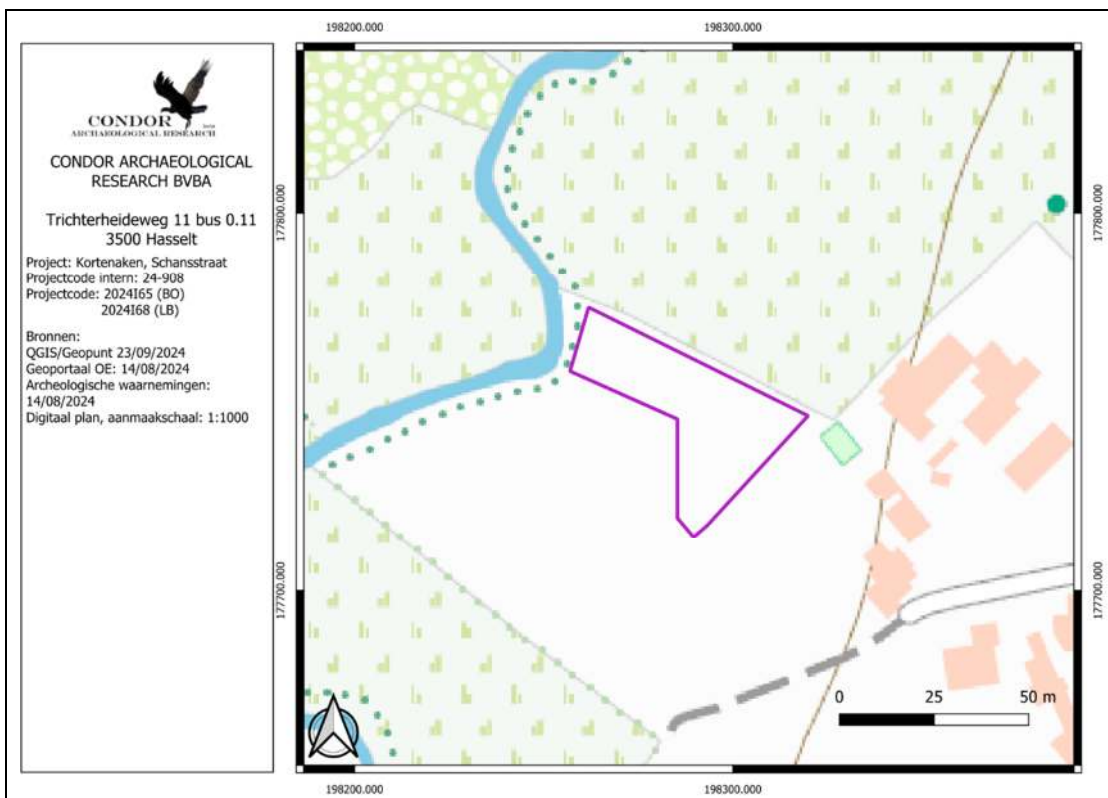 198200.000
198300.000
CONDOR
ARCHAEOLOGICAL RESEARCH
CONDOR ARCHAEOLOGICAL
RESEARCH BVBA
Trichterheideweg 11 bus 0.11
3500 Hasselt
Project: Kortenaken, Schansstraat
Projectcode intern: 24-908
Projectcode: 2024I65 (BO)
2024I68 (LB)
Bronnen:
QGIS/Geopunt 23/09/2024
Geoportaal OE: 14/08/2024
Archeologische waarnemingen:
14/08/2024
Digitaal plan, aanmaakschaal: 1:1000
177800.000
177800.000
177700.000
177700.000
0 25 50 m
198200.000
198300.000